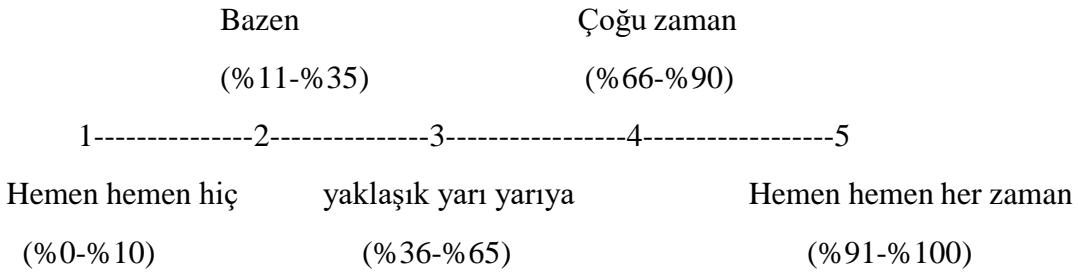 Bazen Çoğu zaman
(%11-%35) (%66-%90)
1---------------2---------------3-----------------4------------------5
Hemen hemen hiç yaklaşık yarı yarıya Hemen hemen her zaman
(%0-%10) (%36-%65) (%91-%100)